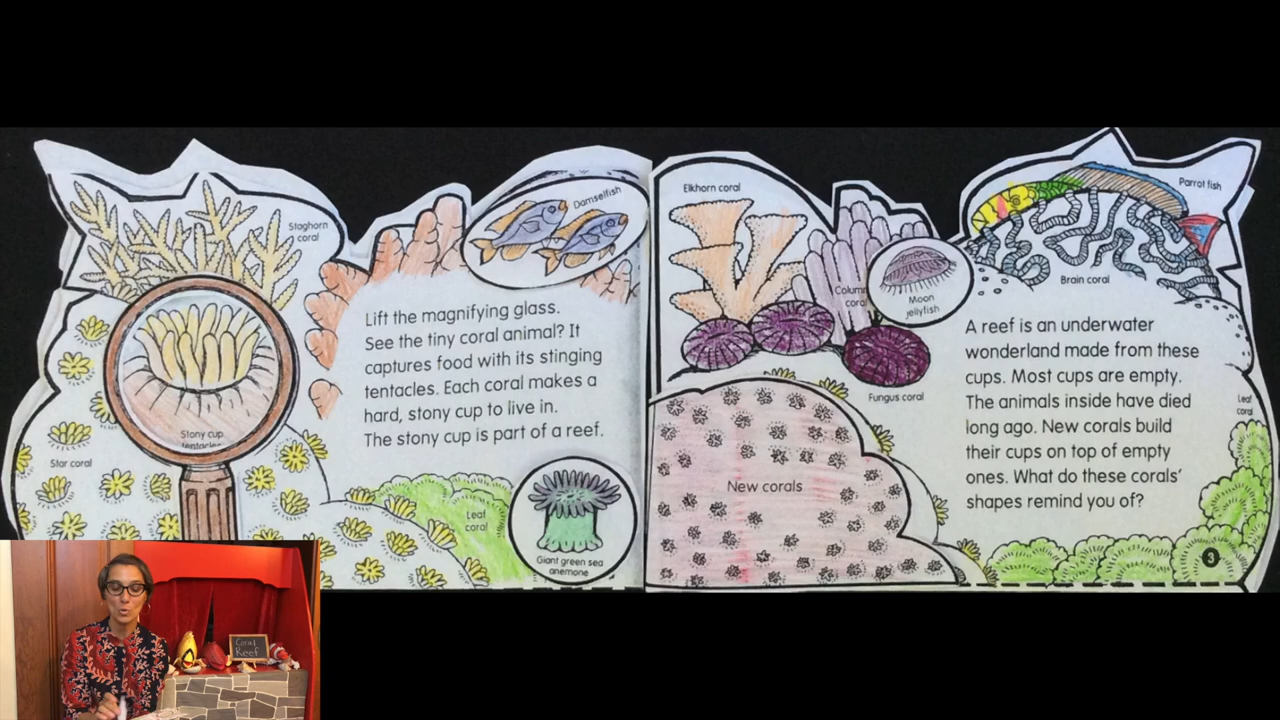 Staghorn
coral
Damselfish
Lift the magnifying glass.
See the tiny coral animal? It
captures food with its stinging
tentacles. Each coral makes a
hard, stony cup to live in.
The stony cup is part of a reef.
Stony cup
tentacles
Star coral
Leaf
coral
Giant green sea
anemone
Elkhorn coral
Parrot fish
Column
coral
Moon
jellyfish
Brain coral
Fungus coral
A reef is an underwater
wonderland made from these
cups. Most cups are empty.
The animals inside have died
long ago. New corals build
their cups on top of empty
ones. What do these corals'
shapes remind you of?
Leaf
coral
New corals
3
Coral
Reef